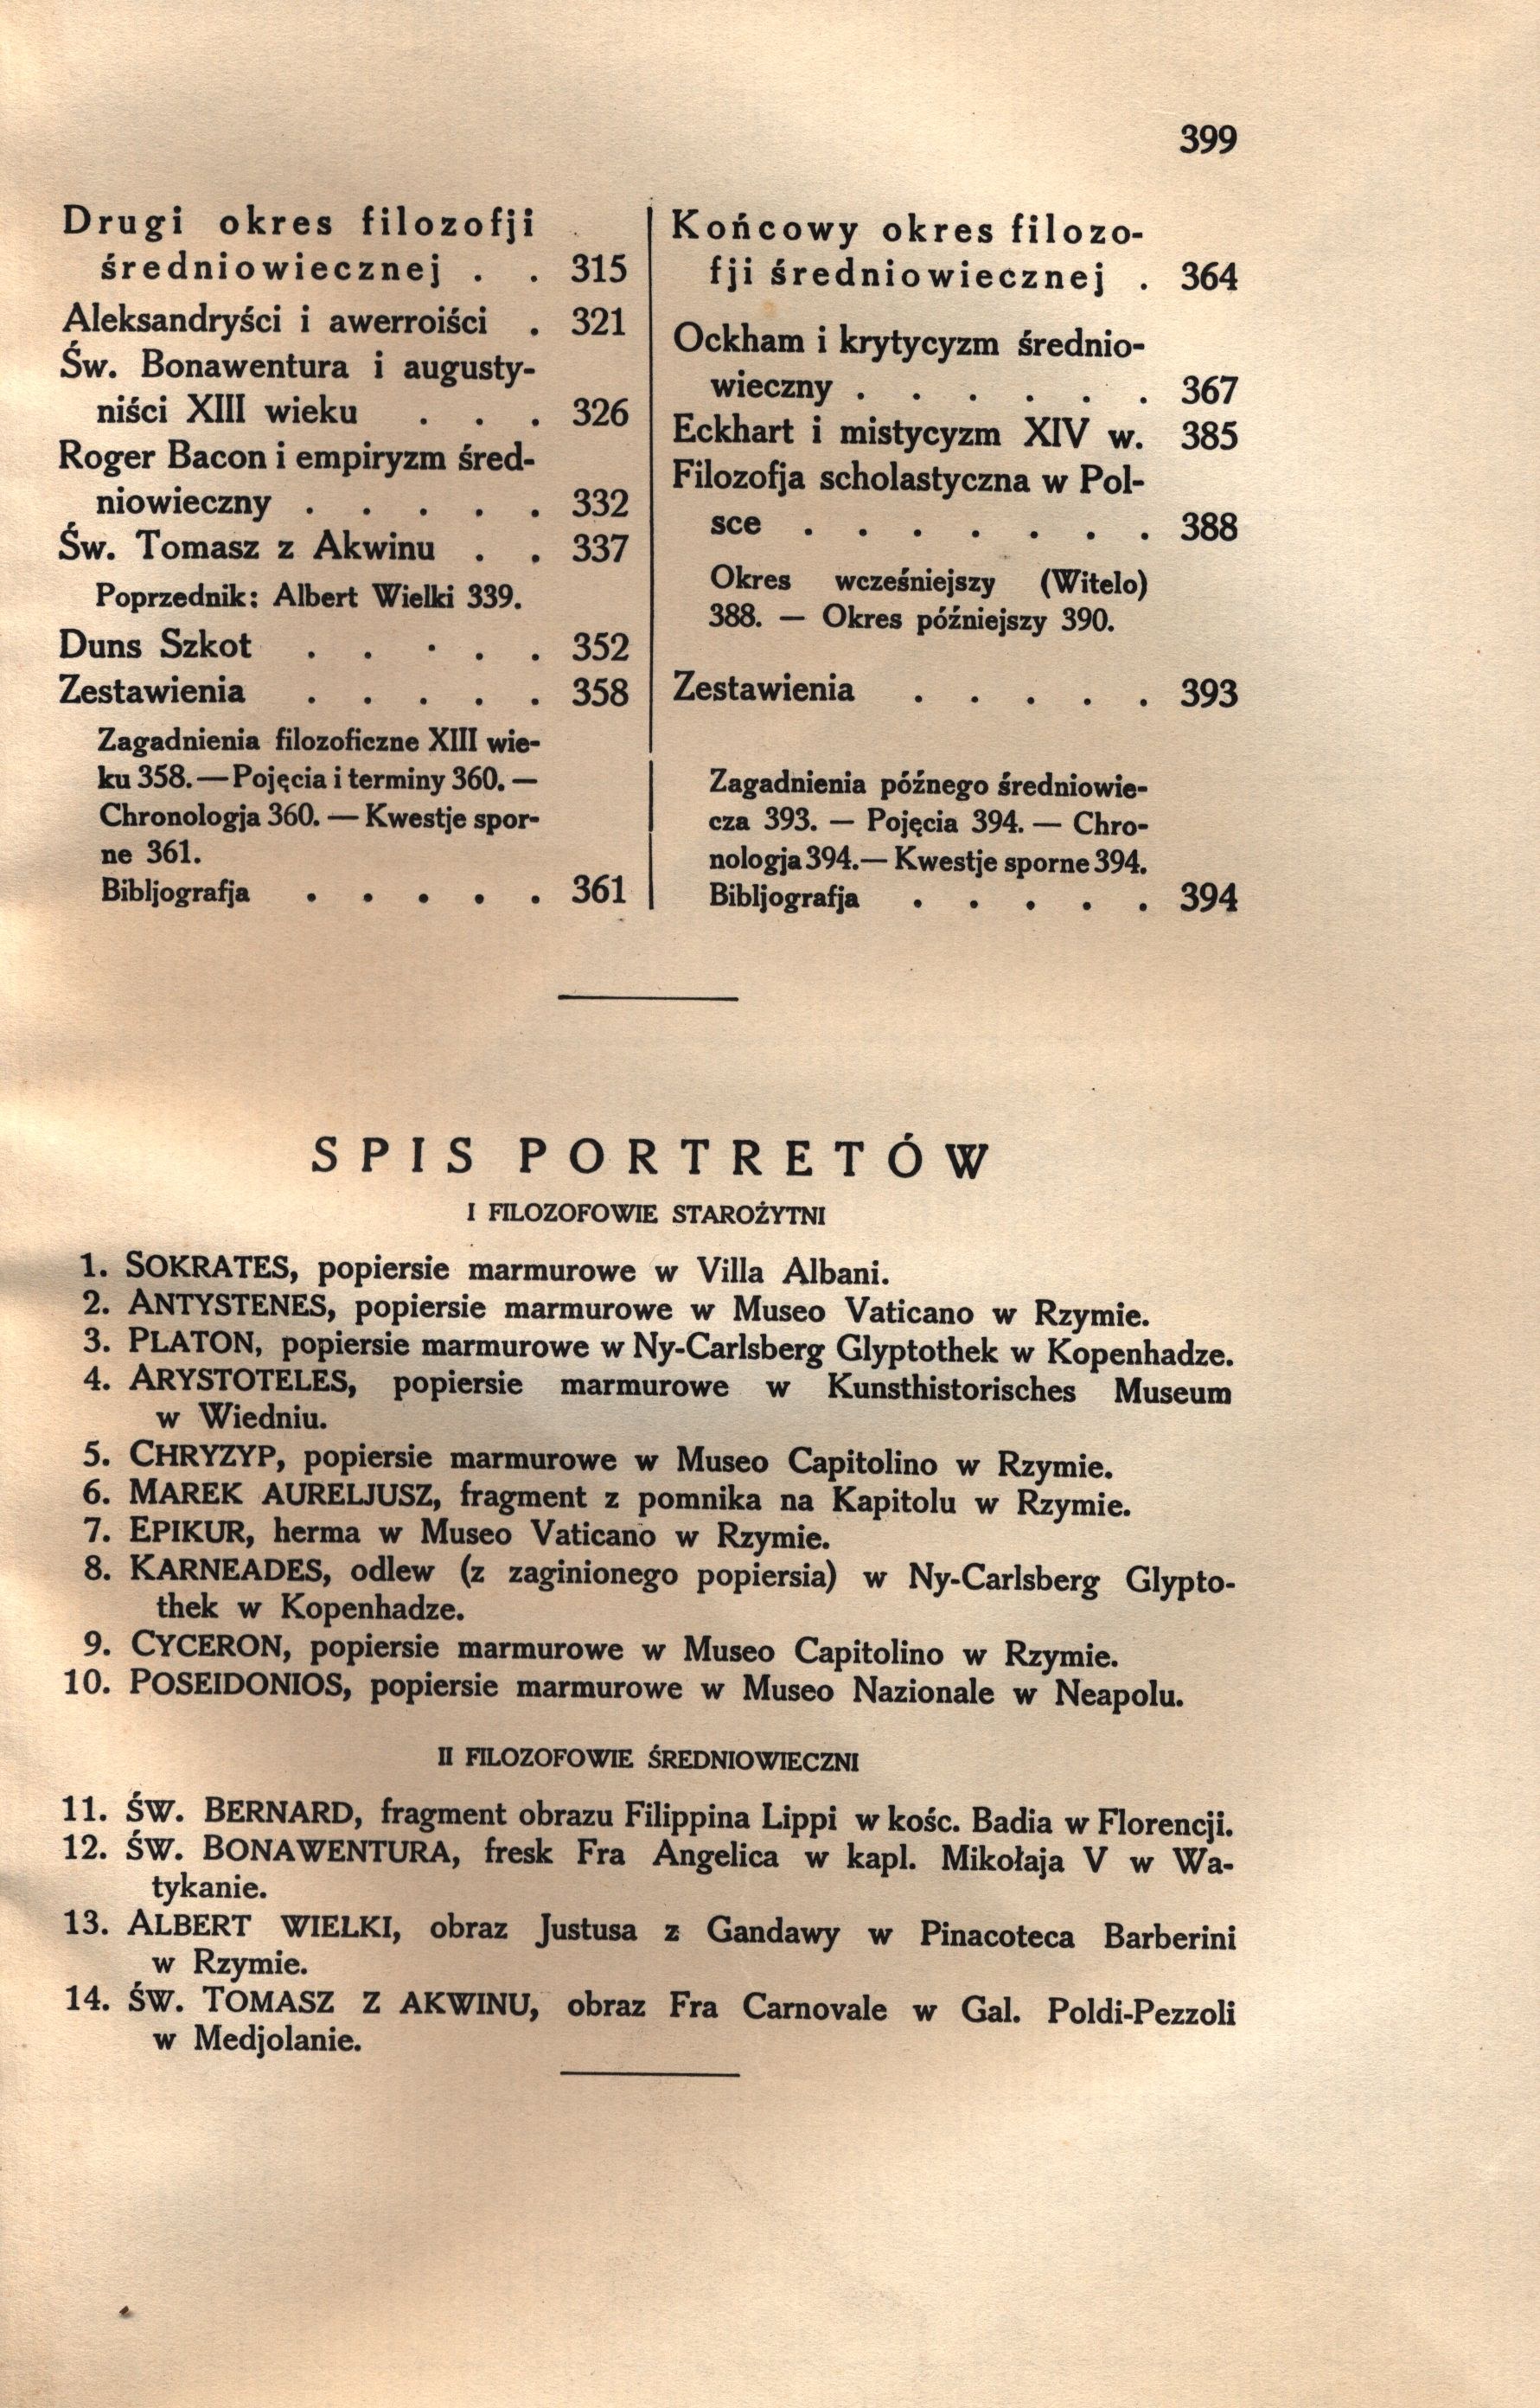 399
Drugi okres filozofji
średniowiecznej . . 315
Aleksandryści i awerroiści . 321
Św. Bonawentura i augusty-
niści XIII wieku . . . 326
Roger Bacon i empiryzm śred-
niowieczny . . . . . 332
Św. Tomasz z Akwinu . . 337
Poprzednik: Albert Wielki 339.
Duns Szkot . . . . . 352
Zestawienia . . . . . 358
Zagadnienia filozoficzne XIII wie-
ku 358. — Pojęcia i terminy 360. —
Chronologja 360. — Kwestje spor-
ne 361.
Bibljografja . . . . . 361
Końcowy okres filozo-
fji średniowiecznej . 364
Ockham i krytycyzm średnio-
wieczny . . . . . . 367
Eckhart i mistycyzm XIV w. 385
Filozofja scholastyczna w Pol-
sce . . . . . . . 388
Okres wcześniejszy (Witelo)
388. — Okres późniejszy 390.
Zestawienia . . . . . 393
Zagadnienia późnego średniowie-
cza 393. — Pojęcia 394. — Chro-
nologja 394. — Kwestje sporne 394.
Bibljografja . . . . . 394
SPIS PORTRETÓW
I FILOZOFOWIE STAROŻYTNI
1. SOKRATES, popiersie marmurowe w Villa Albani.
2. ANTYSTENES, popiersie marmurowe w Museo Vaticano w Rzymie.
3. PLATON, popiersie marmurowe w Ny-Carlsberg Glyptothek w Kopenhadze.
4. ARYSTOTELES, popiersie marmurowe w Kunsthistorisches Museum
w Wiedniu.
5. CHRYZYP, popiersie marmurowe w Museo Capitolino w Rzymie.
6. MAREK AURELJUSZ, fragment z pomnika na Kapitolu w Rzymie.
7. EPIKUR, herma w Museo Vaticano w Rzymie.
8. KARNEADES, odlew (z zaginionego popiersia) w Ny-Carlsberg Glypto-
thek w Kopenhadze.
9. CYCERON, popiersie marmurowe w Museo Capitolino w Rzymie.
10. POSEIDONIOS, popiersie marmurowe w Museo Nazionale w Neapolu.
II FILOZOFOWIE ŚREDNIOWIECZNI
11. ŚW. BERNARD, fragment obrazu Filippina Lippi w kośc. Badia w Florencji.
12. ŚW. BONAWENTURA, fresk Fra Angelica w kapl. Mikołaja V w Wa-
tykanie.
13. ALBERT WIELKI, obraz Justusa z Gandawy w Pinacoteca Barberini
w Rzymie.
14. ŚW. TOMASZ Z AKWINU, obraz Fra Carnovale w Gal. Poldi-Pezzoli
w Medjolanie.